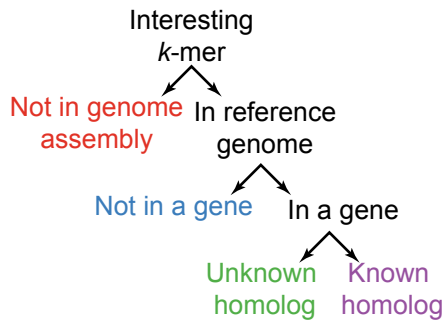 Interesting
k-mer
Not in genome
assembly
In reference
genome
Not in a gene
In a gene
Unknown
homolog
Known
homolog